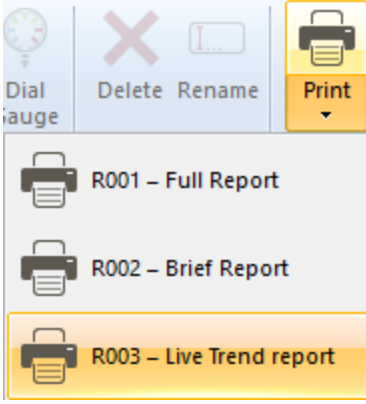 I...
Dial Gauge
Delete
Rename
Print
R001 – Full Report
R002 – Brief Report
R003 – Live Trend report